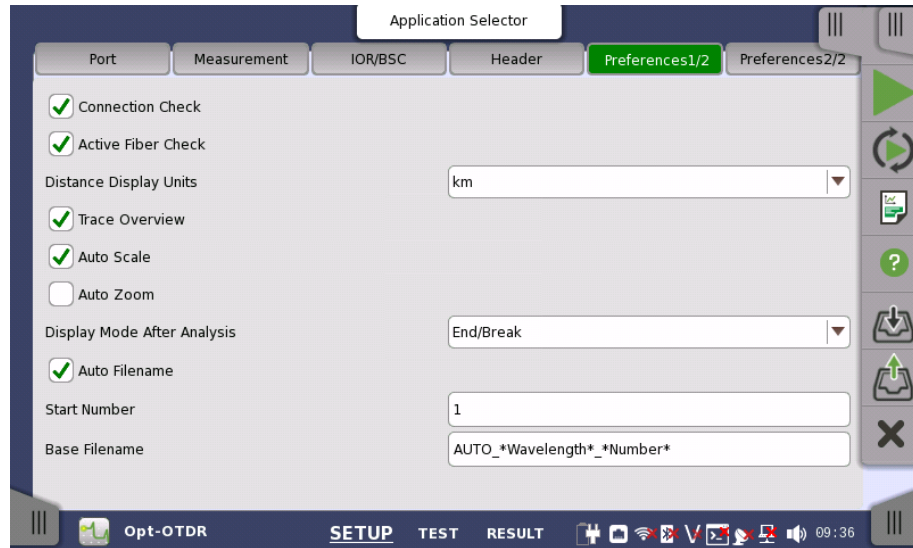 Application Selector
Port Measurement IOR/BSC Header Preferences1/2 Preferences2/2
Connection Check
Active Fiber Check
Distance Display Units km
Trace Overview
Auto Scale
Auto Zoom
Display Mode After Analysis End/Break
Auto Filename
Start Number 1
Base Filename AUTO_*Wavelength*_*Number*
Opt-OTDR SETUP TEST RESULT 09:36